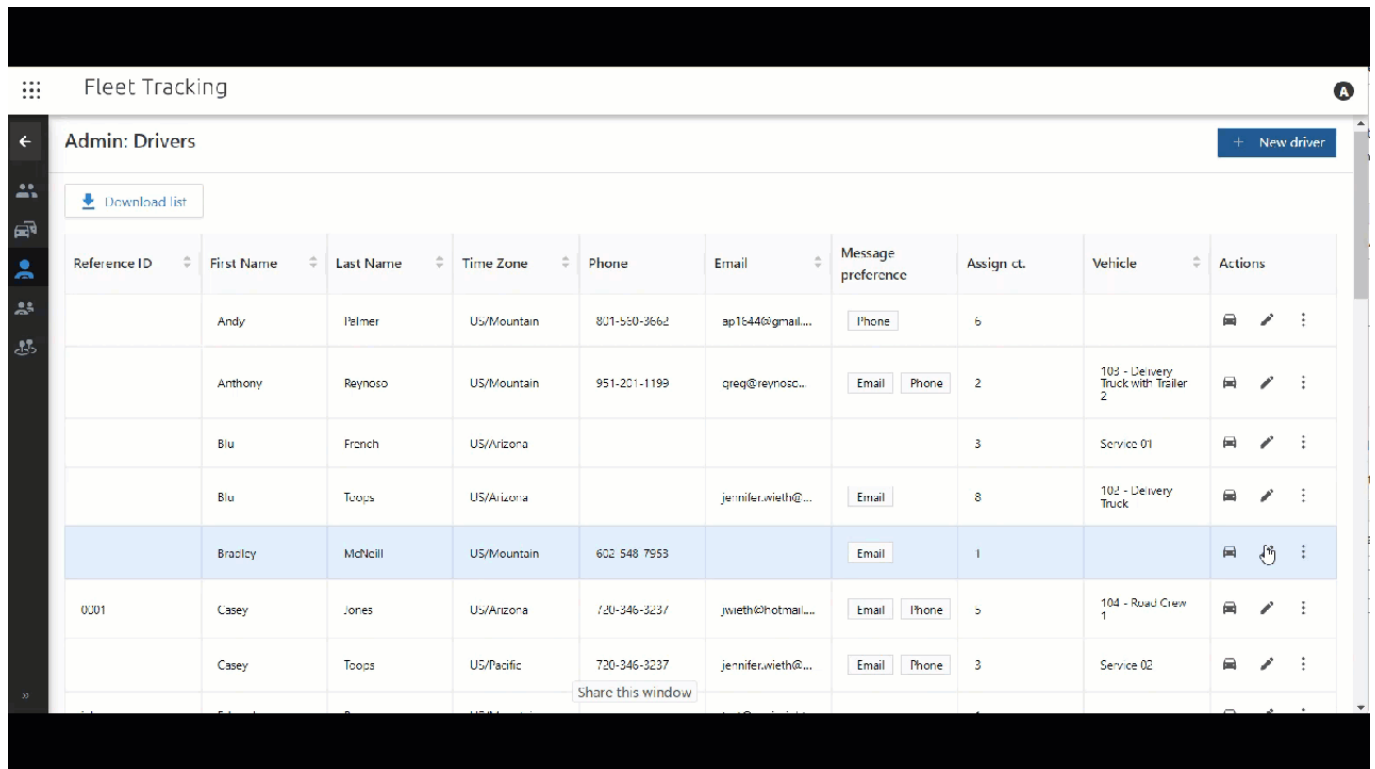 Fleet Tracking
A
Admin: Drivers
+ New driver
Download list
Reference ID First Name Last Name Time Zone Phone Email Message preference Assign ct. Vehicle Actions
Andy Palmer US/Mountain ap1644@gmail.... Phone 6
Anthony Reynoso US/Mountain 951-201-1199 greg@reynoso... Email Phone 2 103 - Delivery Truck with Trailer 2
Blu French US/Arizona 3 Service 01
Blu Toops US/Arizona jennifer.wieth@... Email 8 102 - Delivery Truck
Bradley McNeill US/Mountain 602-548-7953 Email 1
0001 Casey Jones US/Arizona 720-346-3237 jwieth@hotmail.... Email Phone 5 104 - Road Crew 1
Casey Toops US/Pacific 720-346-3237 jennifer.wieth@... Email Phone 3 Service 02
Share this window